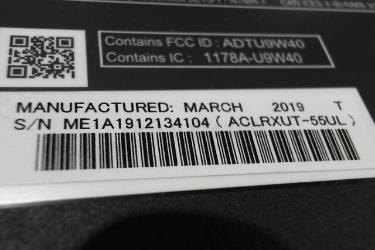 Contains FCC ID : ADTU9W40
Contains IC : 1178A-U9W40
MANUFACTURED: MARCH 2019 T
S/N ME1A1912134104 ( ACLRXUT-55UL )